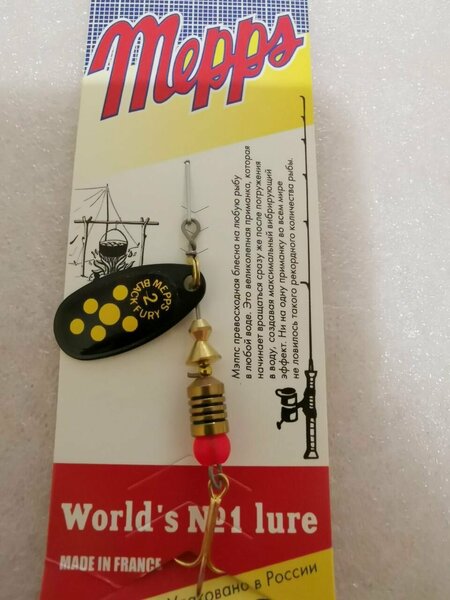 Mepps
Мэппс превосходная блесна на любую рыбу
в любой воде. Это великолепная приманка, которая
начинает вращаться сразу же после погружения
в воду, создавая максимальный вибрирующий
эффект. Ни на одну приманку во всем мире
не ловилось такого рекордного количества рыбы.
MEPPS
2
BLACK FURY
World's №1 lure
MADE IN FRANCE
Упаковано в России